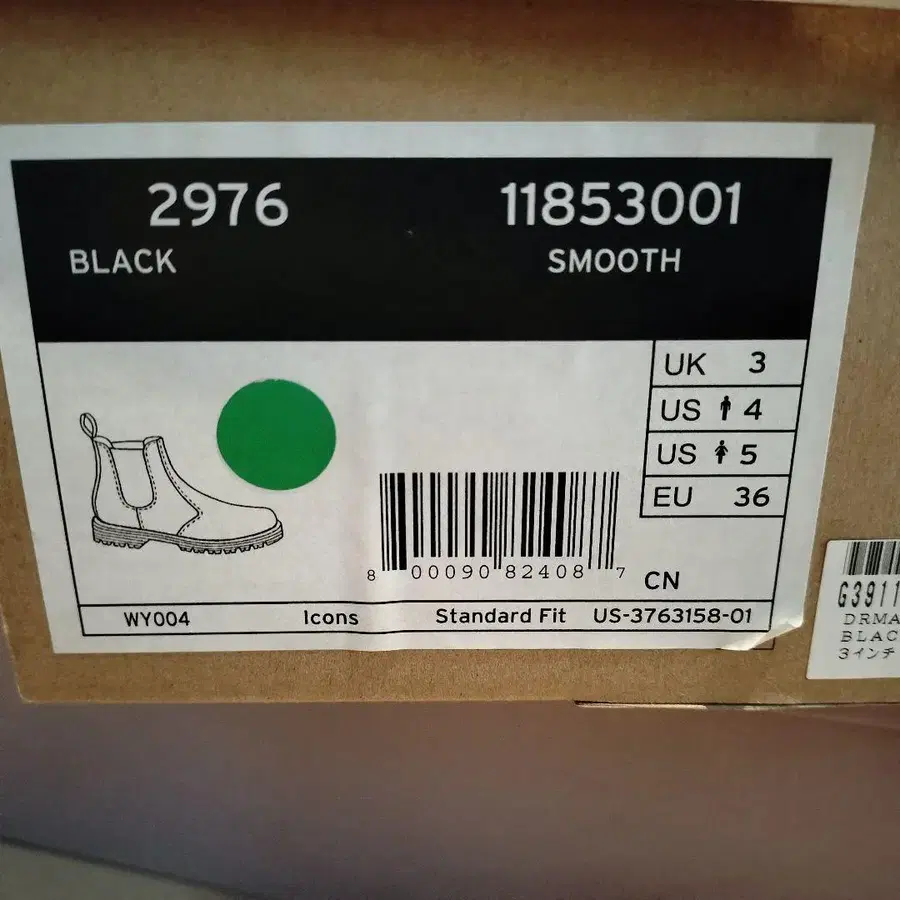 2976 11853001
BLACK SMOOTH
UK 3
US 4
US 5
EU 36
8 00090 82408 7
CN
WY004 Icons Standard Fit US-3763158-01
G3911
DRMA
BLAC
3インチ